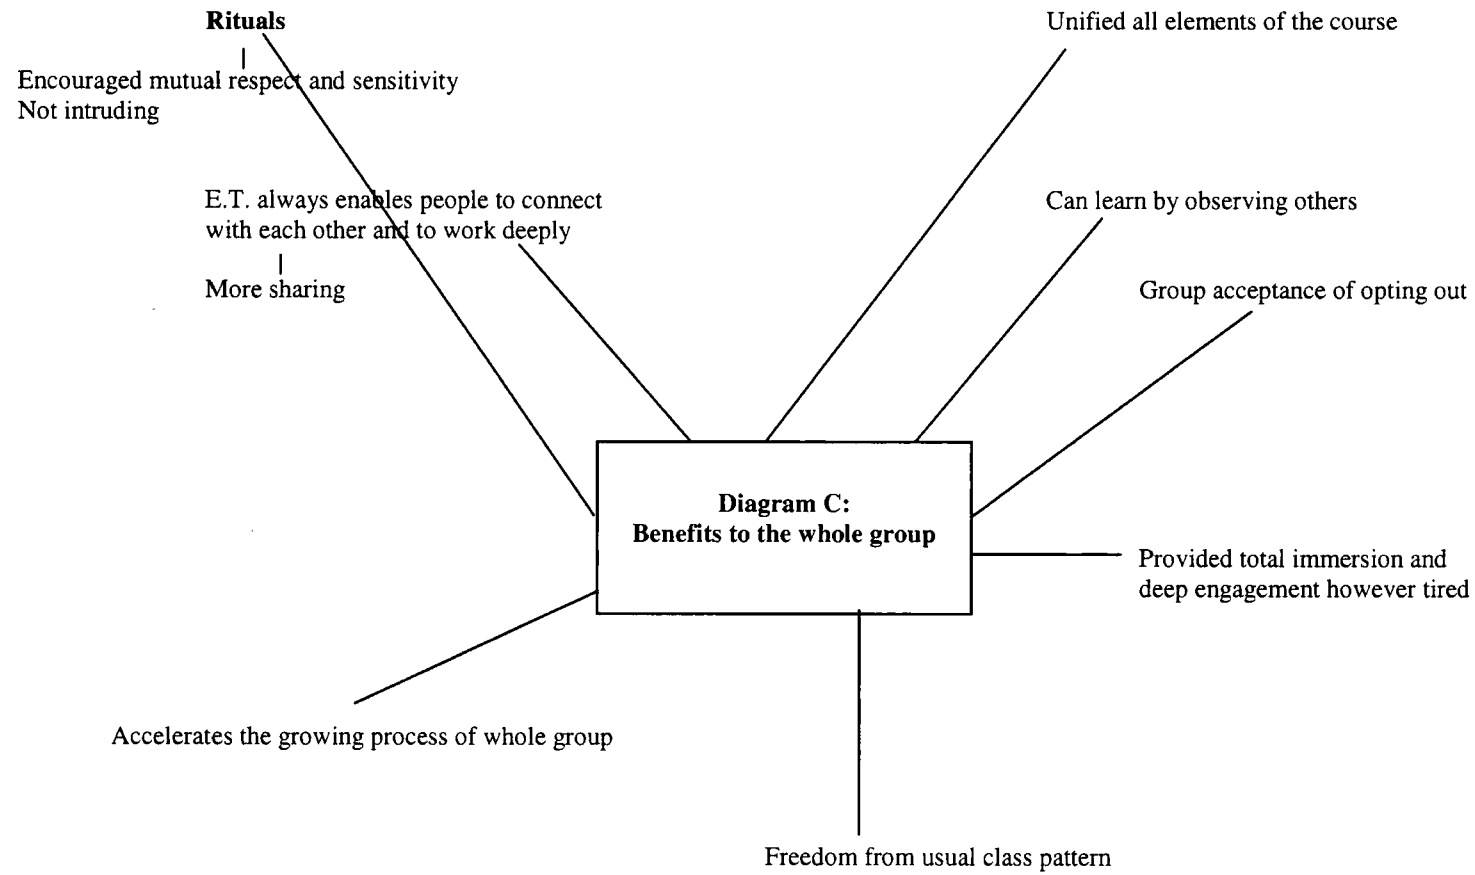 Rituals
Encouraged mutual respect and sensitivity
Not intruding
E.T. always enables people to connect
with each other and to work deeply
More sharing
Unified all elements of the course
Can learn by observing others
Group acceptance of opting out
Diagram C:
Benefits to the whole group
Provided total immersion and
deep engagement however tired
Accelerates the growing process of whole group
Freedom from usual class pattern